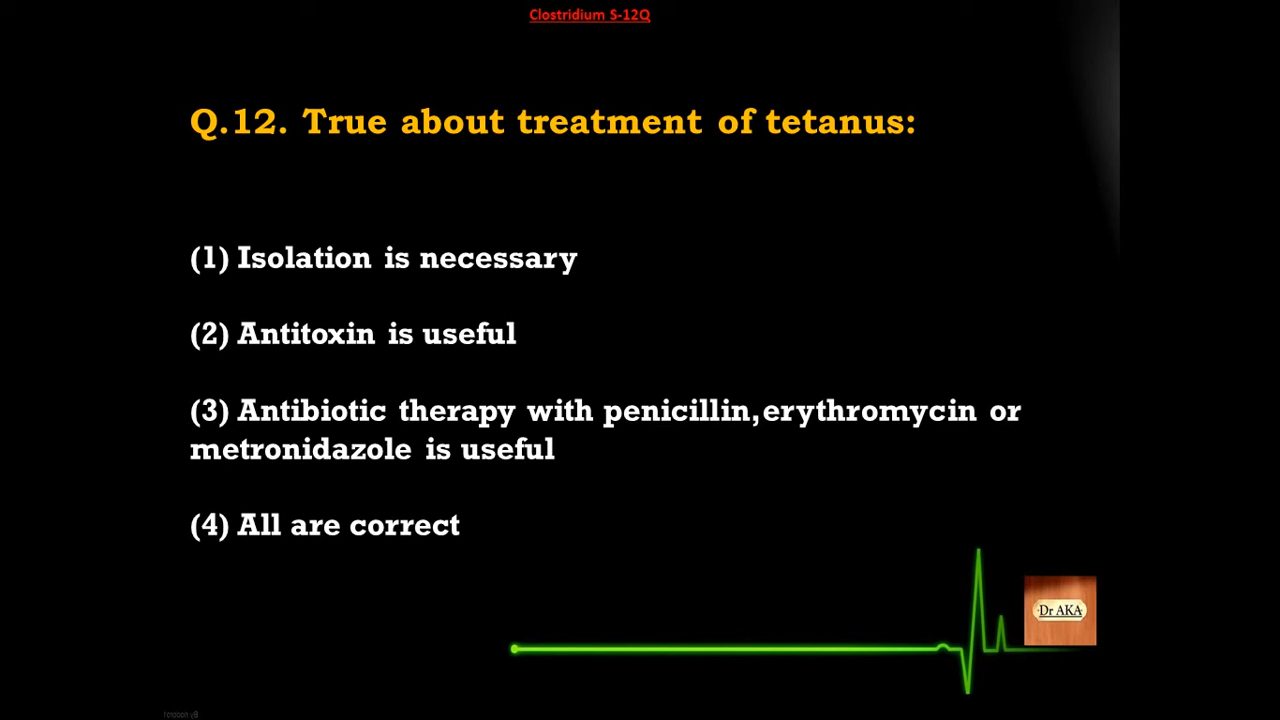 Clostridium S-12Q
Q.12. True about treatment of tetanus:
(1) Isolation is necessary
(2) Antitoxin is useful
(3) Antibiotic therapy with penicillin,erythromycin or
metronidazole is useful
(4) All are correct
Dr AKA